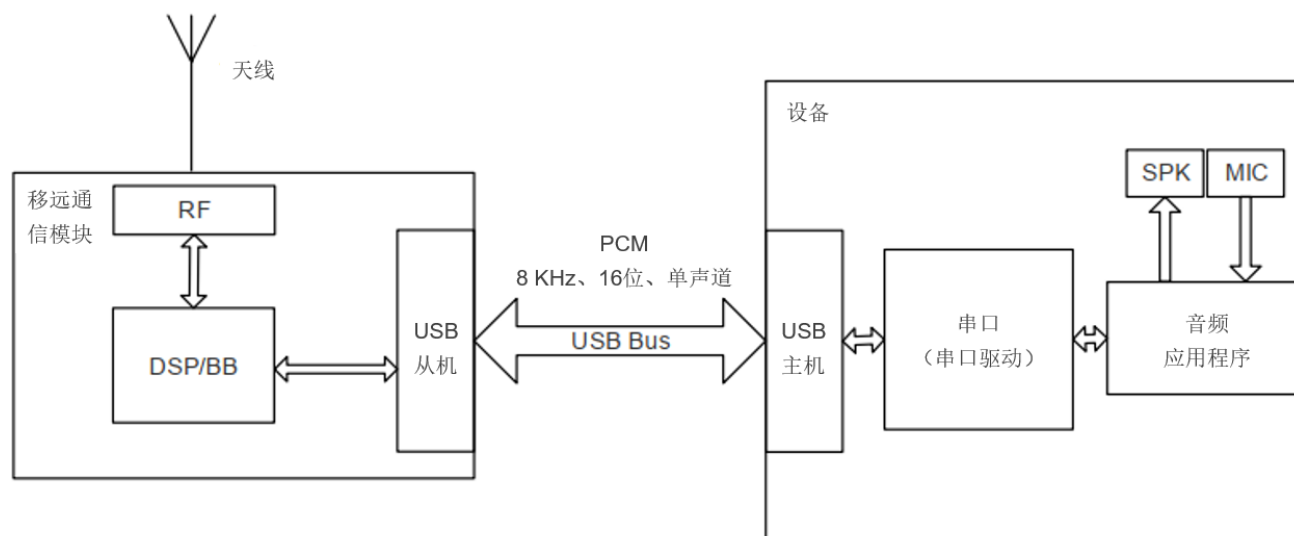 天线
移远通
信模块
RF
DSP/BB
USB
从机
PCM
8 KHz、16位、单声道
USB Bus
设备
SPK
MIC
USB
主机
串口
（串口驱动）
音频
应用程序